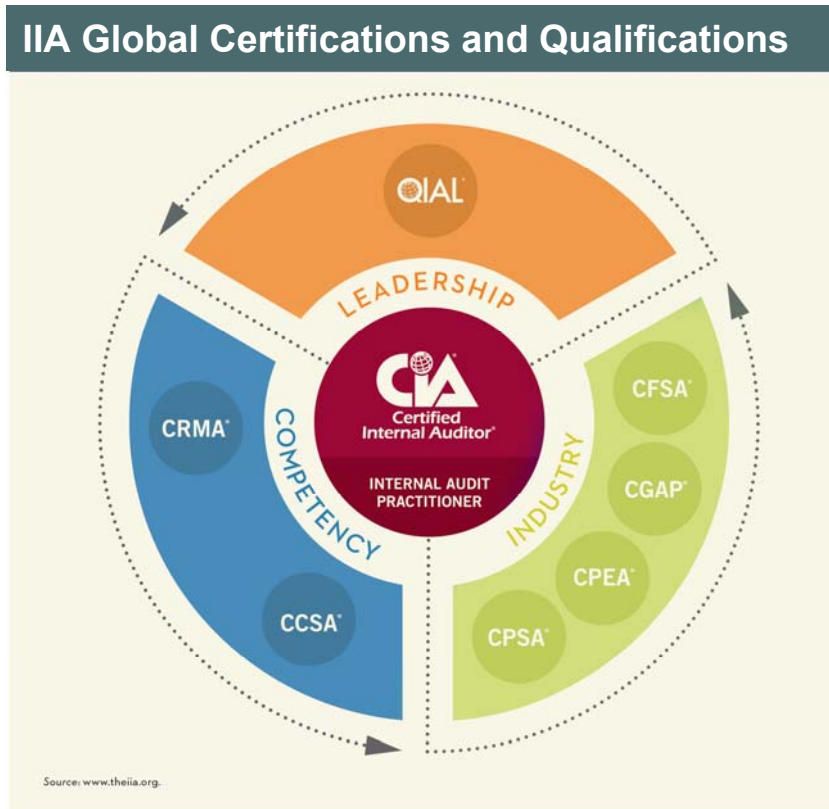 IIA Global Certifications and Qualifications
QIAL®
LEADERSHIP
CIA®
Certified
Internal Auditor®
INTERNAL AUDIT
PRACTITIONER
COMPETENCY
CRMA®
CCSA®
INDUSTRY
CFSA®
CGAP®
CPEA®
CPSA®
Source: www.theiia.org.